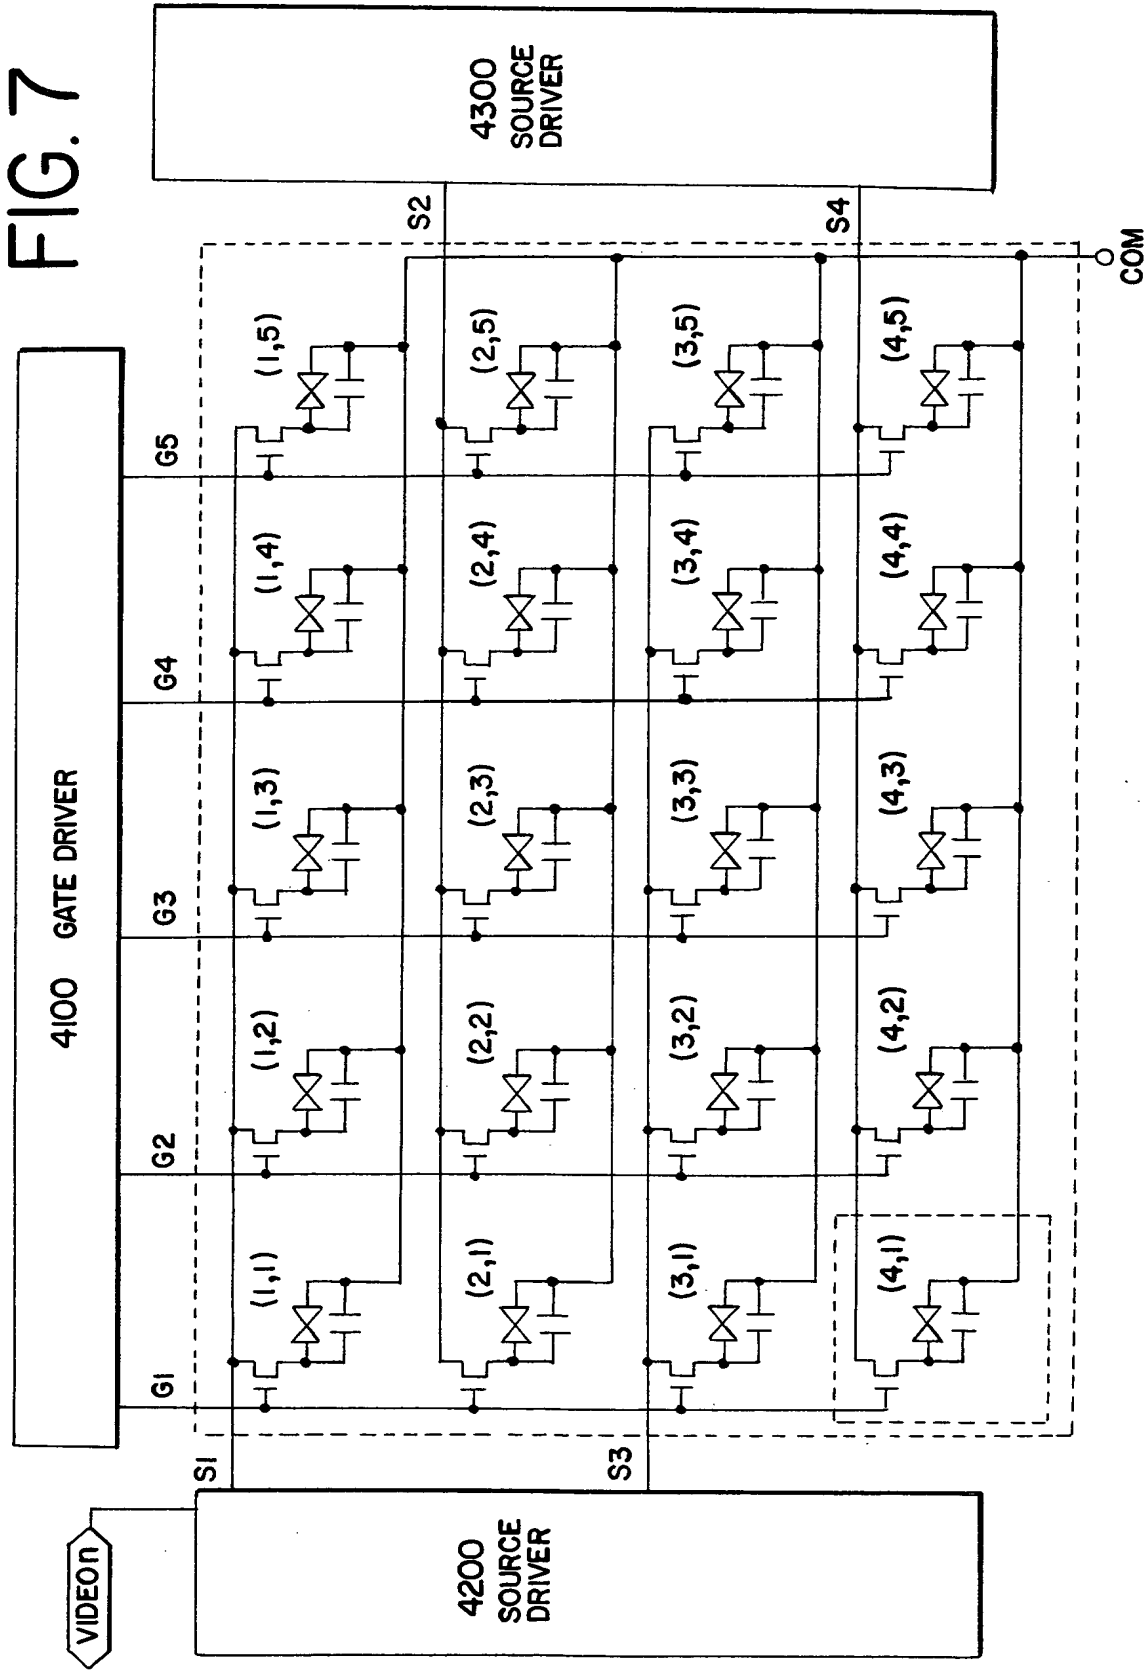 FIG. 7
4100 GATE DRIVER
G1
G2
G3
G4
G5
VIDEOn
4200
SOURCE
DRIVER
4300
SOURCE
DRIVER
S1
S2
S3
S4
(1,1)
(1,2)
(1,3)
(1,4)
(1,5)
(2,1)
(2,2)
(2,3)
(2,4)
(2,5)
(3,1)
(3,2)
(3,3)
(3,4)
(3,5)
(4,1)
(4,2)
(4,3)
(4,4)
(4,5)
COM